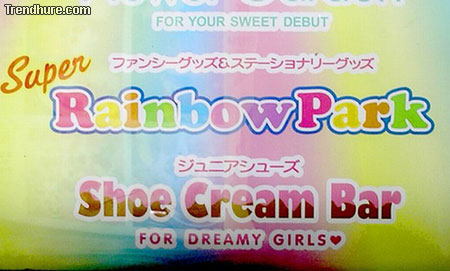 Trendhure.com
FOR YOUR SWEET DEBUT
Super
ファンシーグッズ&ステーショナリーグッズ
RainbowPark
ジュニアシューズ
Shoe Cream Bar
FOR DREAMY GIRLS♥